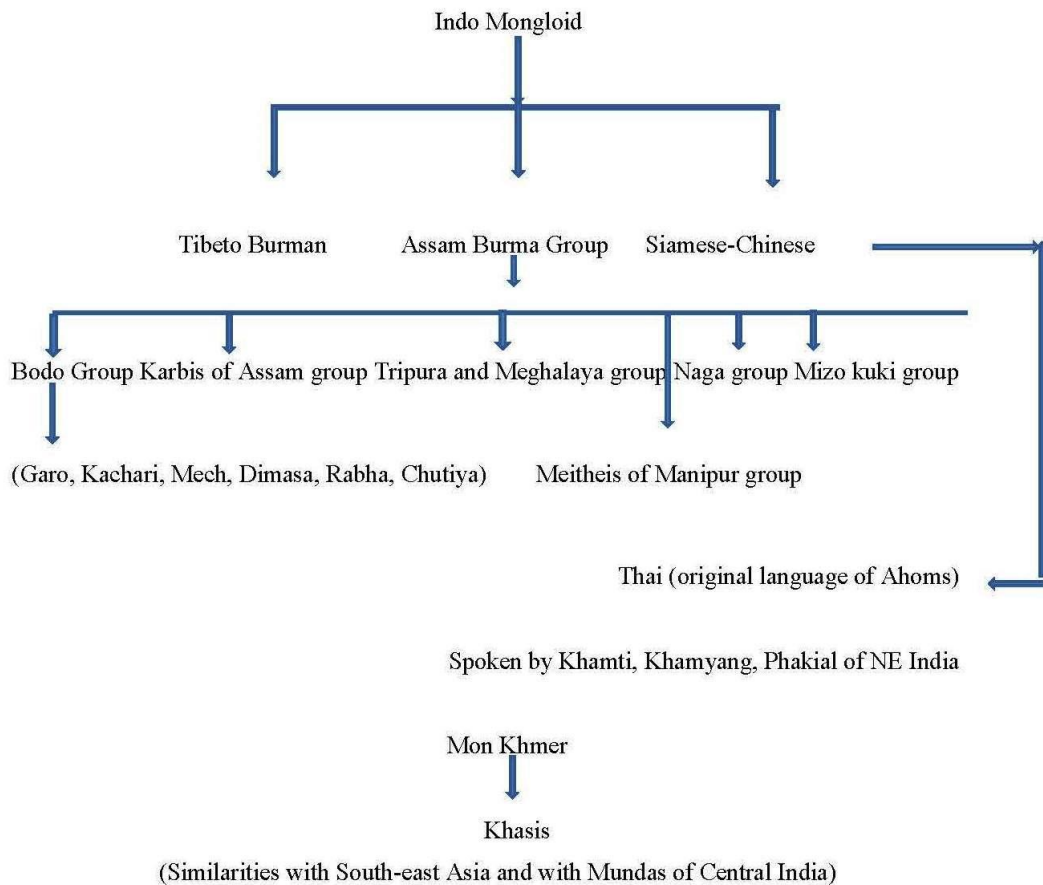 Indo Mongloid
Tibeto Burman Assam Burma Group Siamese-Chinese
Bodo Group Karbis of Assam group Tripura and Meghalaya group Naga group Mizo kuki group
(Garo, Kachari, Mech, Dimasa, Rabha, Chutiya) Meitheis of Manipur group
Thai (original language of Ahoms)
Spoken by Khamti, Khamyang, Phakial of NE India
Mon Khmer
Khasis
(Similarities with South-east Asia and with Mundas of Central India)